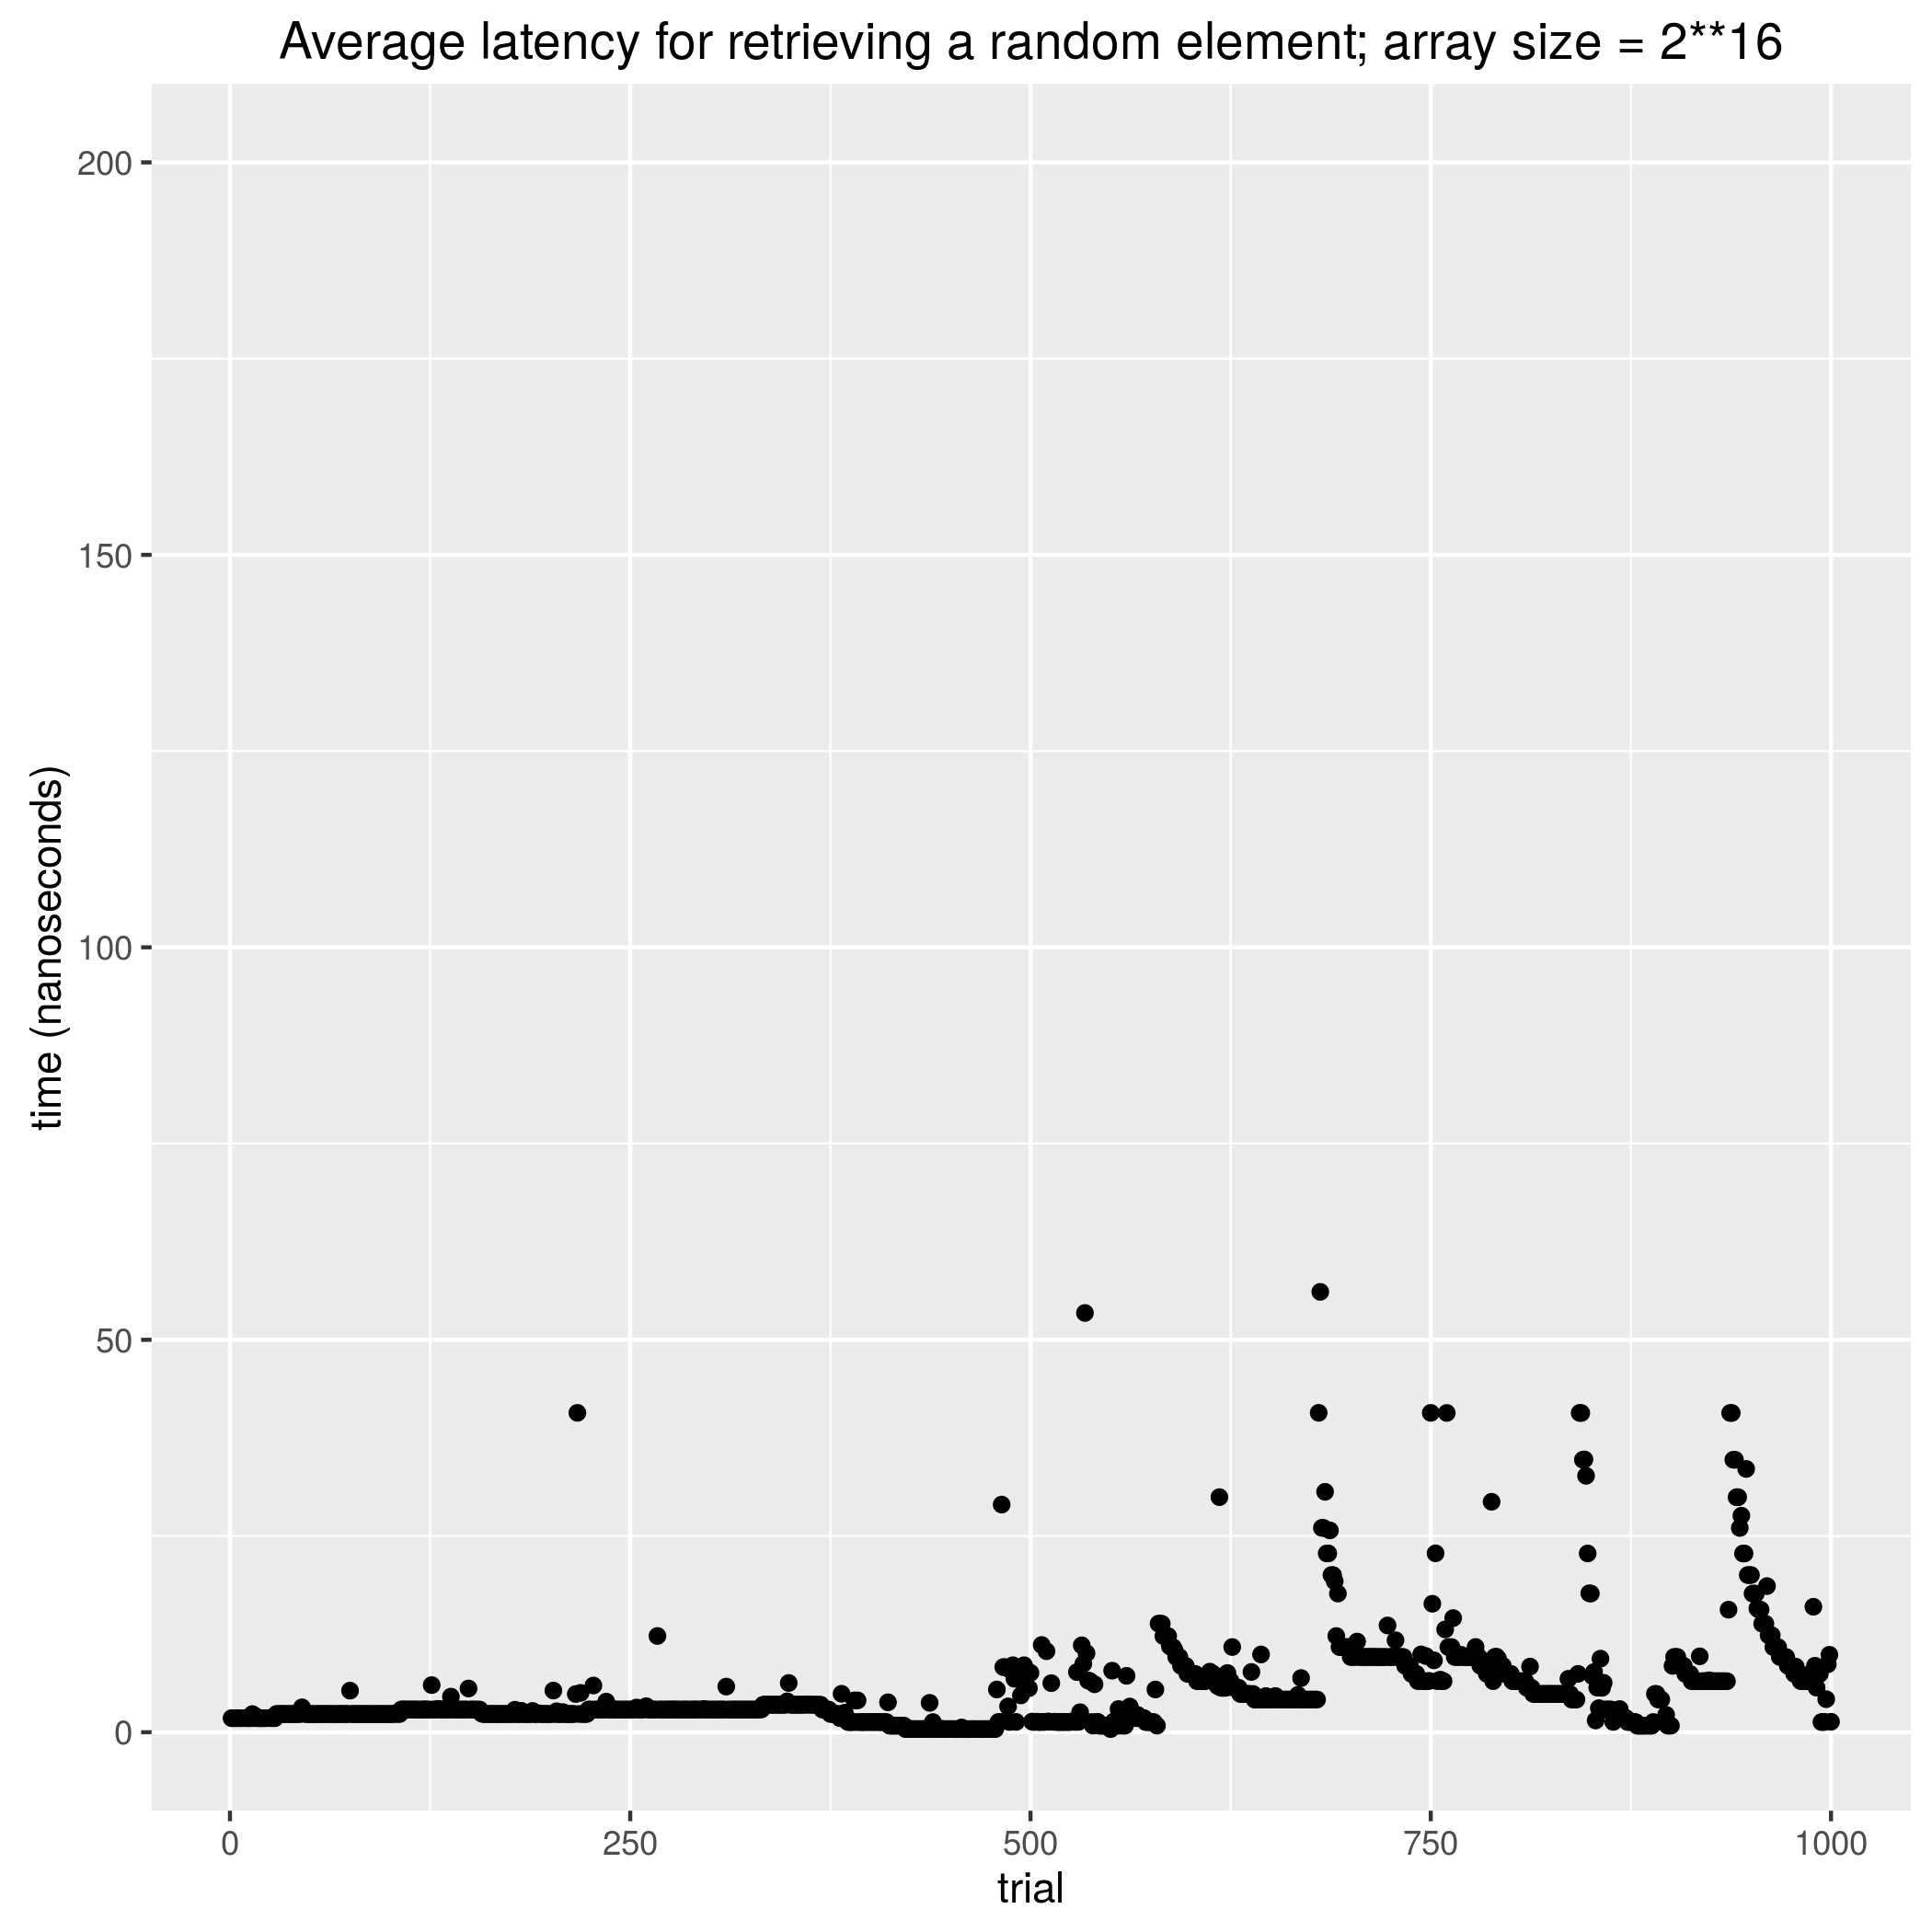 Average latency for retrieving a random element; array size = 2**16
200
150
100
50
0
time (nanoseconds)
0 250 500 750 1000
trial